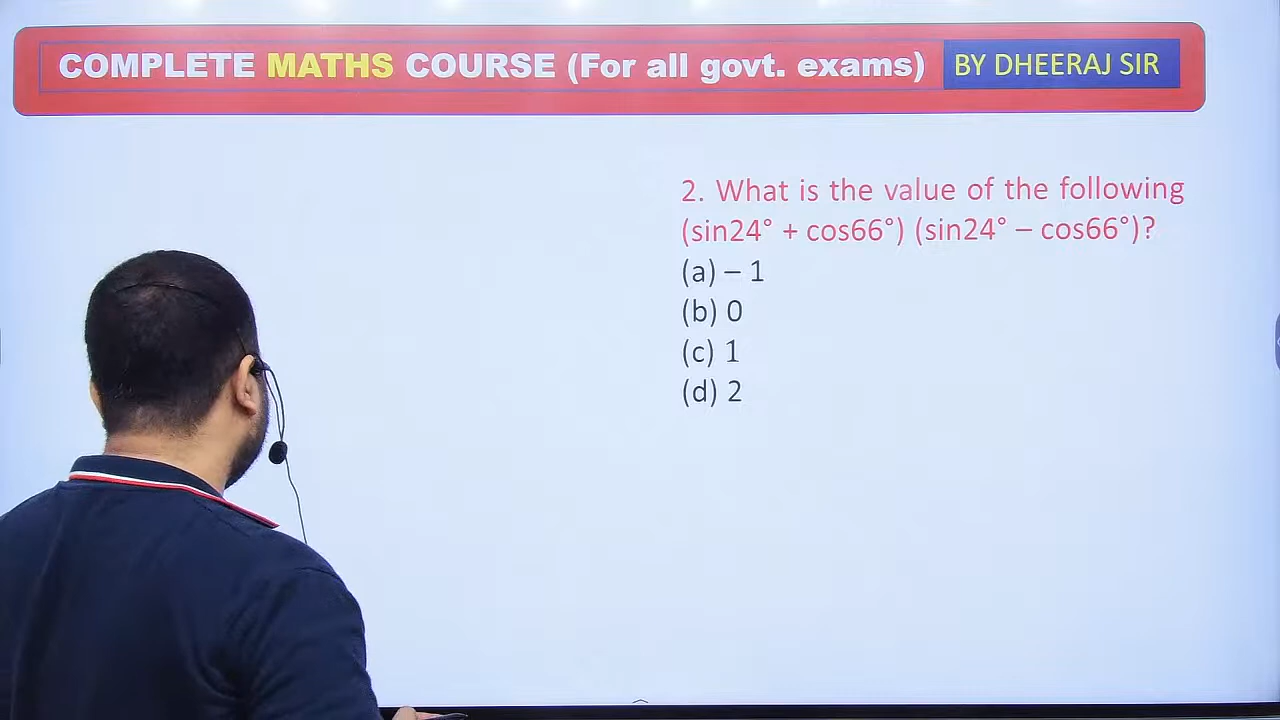 COMPLETE MATHS COURSE (For all govt. exams) BY DHEERAJ SIR
2. What is the value of the following
(sin24° + cos66°) (sin24° – cos66°)?
(a) – 1
(b) 0
(c) 1
(d) 2